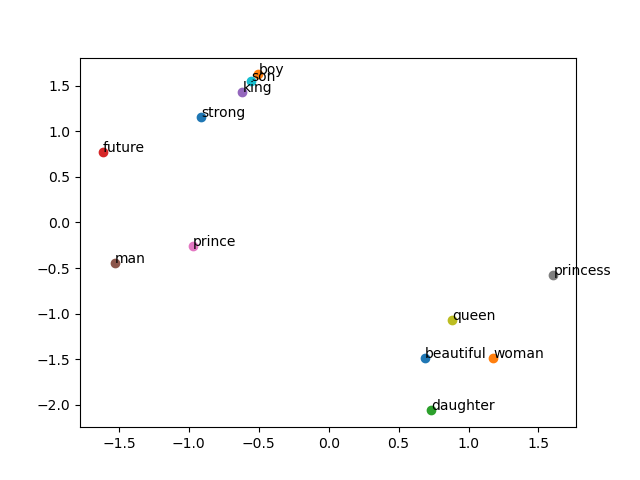 boy
son
king
strong
future
prince
man
princess
queen
beautiful
woman
daughter
1.5
1.0
0.5
0.0
−0.5
−1.0
−1.5
−2.0
−1.5 −1.0 −0.5 0.0 0.5 1.0 1.5